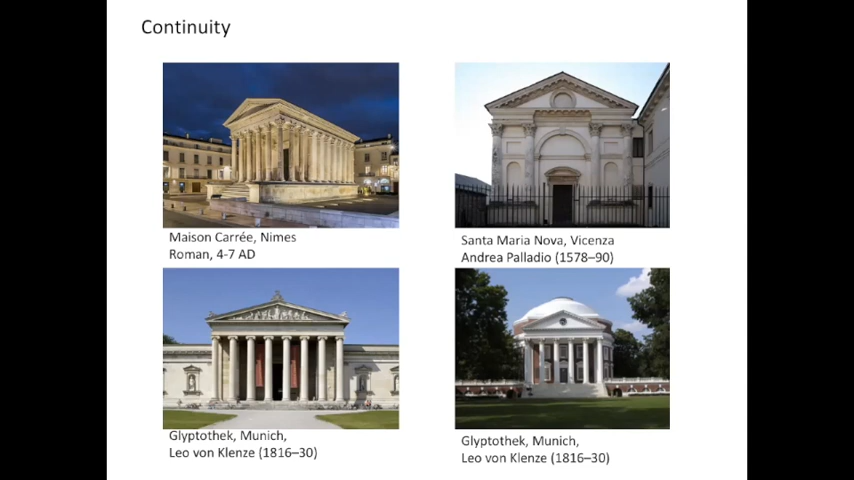 Continuity
Maison Carrée, Nimes
Roman, 4-7 AD
Santa Maria Nova, Vicenza
Andrea Palladio (1578–90)
Glyptothek, Munich,
Leo von Klenze (1816–30)
Glyptothek, Munich,
Leo von Klenze (1816–30)